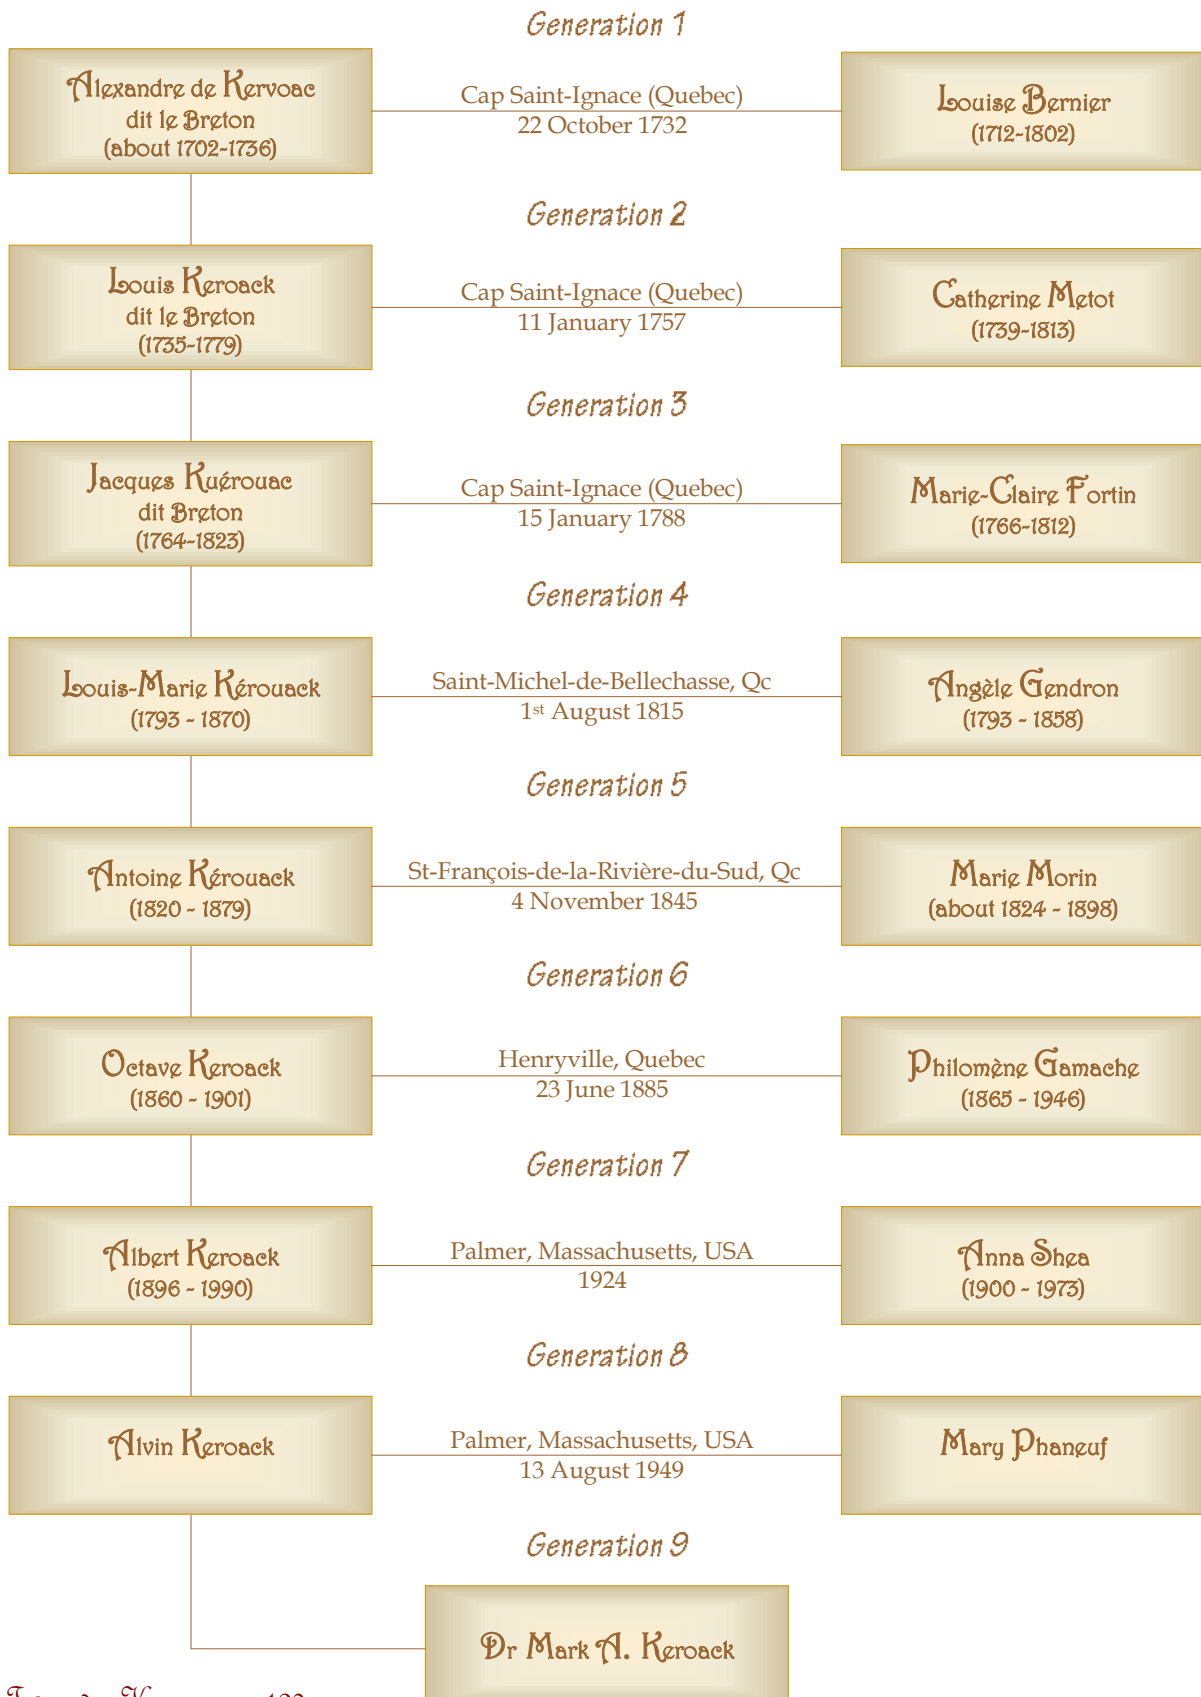 Generation 1
Alexandre de Kervoac
dit le Breton
(about 1702-1736)
Cap Saint-Ignace (Quebec)
22 October 1732
Louise Bernier
(1712-1802)
Generation 2
Louis Keroack
dit le Breton
(1735-1779)
Cap Saint-Ignace (Quebec)
11 January 1757
Catherine Metot
(1739-1813)
Generation 3
Jacques Kuérouac
dit Breton
(1764-1823)
Cap Saint-Ignace (Quebec)
15 January 1788
Marie-Claire Fortin
(1766-1812)
Generation 4
Louis-Marie Kérouack
(1793 - 1870)
Saint-Michel-de-Bellechasse, Qc
1st August 1815
Angèle Gendron
(1793 - 1858)
Generation 5
Antoine Kérouack
(1820 - 1879)
St-François-de-la-Rivière-du-Sud, Qc
4 November 1845
Marie Morin
(about 1824 - 1898)
Generation 6
Octave Keroack
(1860 - 1901)
Henryville, Quebec
23 June 1885
Philomène Gamache
(1865 - 1946)
Generation 7
Albert Keroack
(1896 - 1990)
Palmer, Massachusetts, USA
1924
Anna Shea
(1900 - 1973)
Generation 8
Alvin Keroack
Palmer, Massachusetts, USA
13 August 1949
Mary Phaneuf
Generation 9
Dr Mark A. Keroack